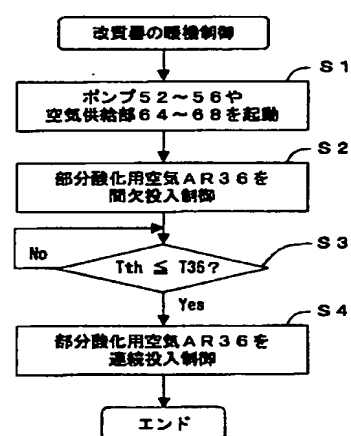 改質器の暖機制御
S1
ポンプ52～56や
空気供給部64～68を起動
S2
部分酸化用空気AR36を
間欠投入制御
S3
No
Tth ≦ T36?
Yes
S4
部分酸化用空気AR36を
連続投入制御
エンド